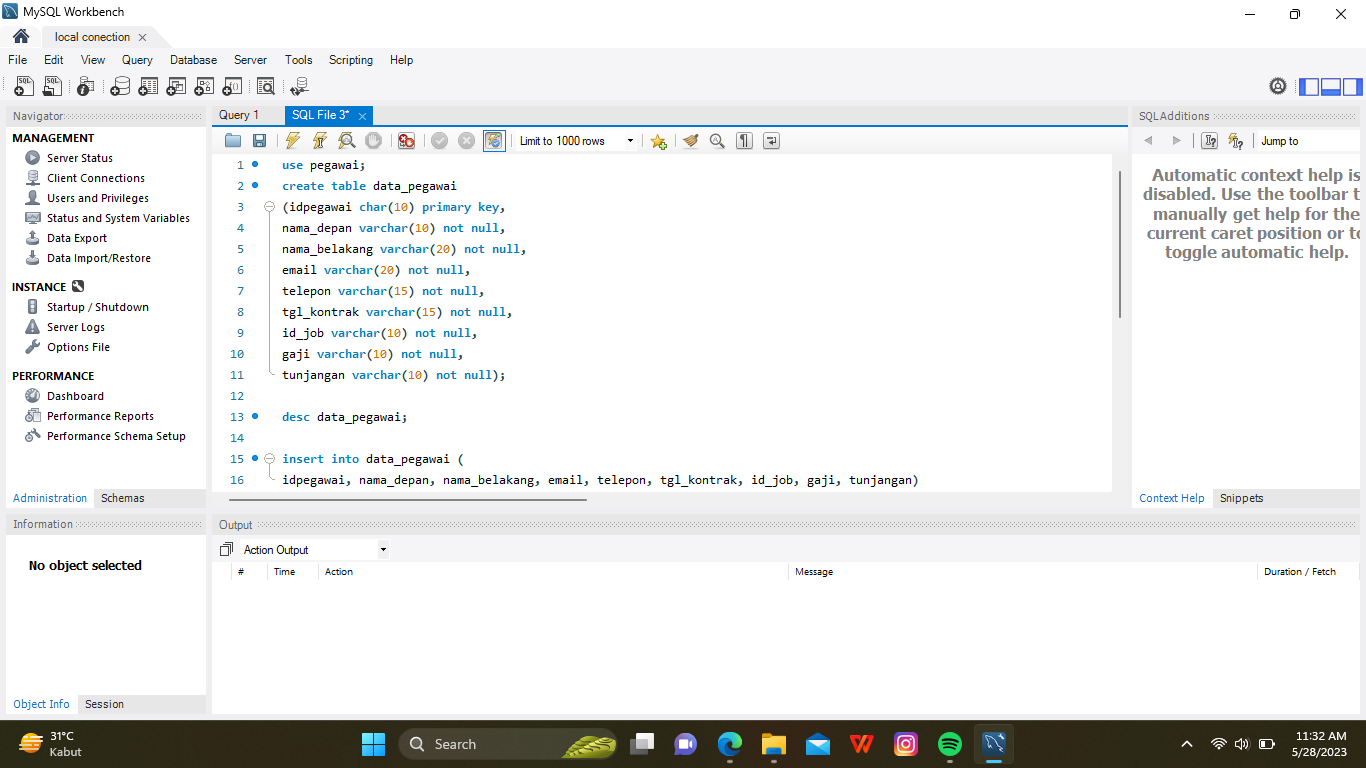 MySQL Workbench
local conection
File Edit View Query Database Server Tools Scripting Help
Navigator
MANAGEMENT
Server Status
Client Connections
Users and Privileges
Status and System Variables
Data Export
Data Import/Restore
INSTANCE
Startup / Shutdown
Server Logs
Options File
PERFORMANCE
Dashboard
Performance Reports
Performance Schema Setup
Administration Schemas
Information
No object selected
Object Info Session
Query 1 SQL File 3*
Limit to 1000 rows
1 use pegawai;
2 create table data_pegawai
3 (idpegawai char(10) primary key,
4 nama_depan varchar(10) not null,
5 nama_belakang varchar(20) not null,
6 email varchar(20) not null,
7 telepon varchar(15) not null,
8 tgl_kontrak varchar(15) not null,
9 id_job varchar(10) not null,
10 gaji varchar(10) not null,
11 tunjangan varchar(10) not null);
12
13 desc data_pegawai;
14
15 insert into data_pegawai (
16 idpegawai, nama_depan, nama_belakang, email, telepon, tgl_kontrak, id_job, gaji, tunjangan)
Output
Action Output
# Time Action Message Duration / Fetch
SQLAdditions
Jump to
Automatic context help is
disabled. Use the toolbar t
manually get help for the
current caret position or to
toggle automatic help.
Context Help Snippets
31°C
Kabut
Search
11:32 AM
5/28/2023